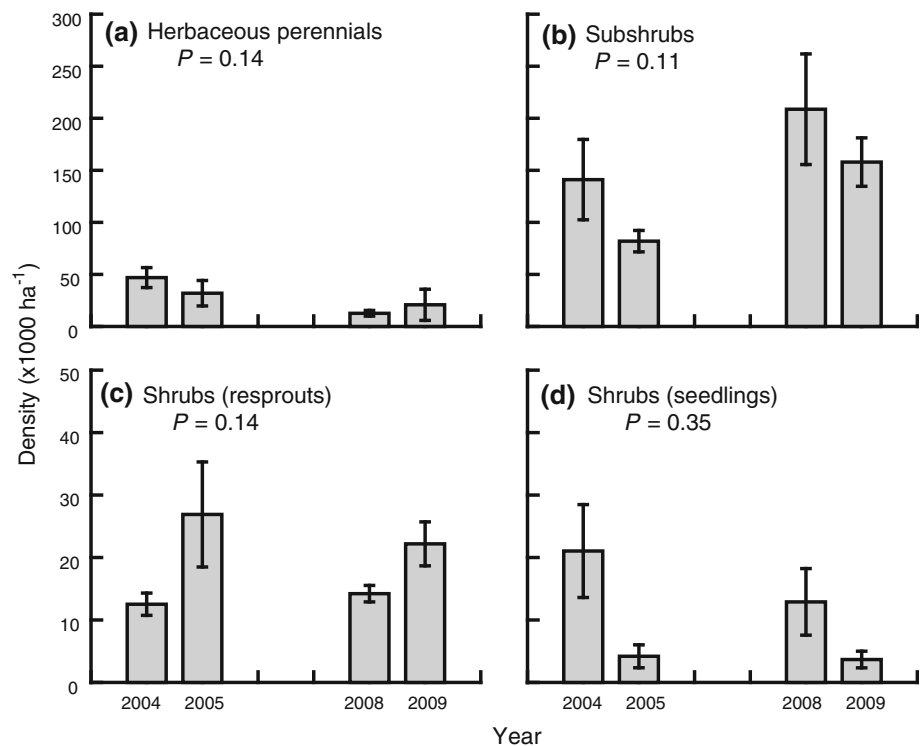 (a) Herbaceous perennials
P = 0.14
(b) Subshrubs
P = 0.11
300
250
200
150
100
50
0
Density (x1000 ha⁻¹)
(c) Shrubs (resprouts)
P = 0.14
(d) Shrubs (seedlings)
P = 0.35
50
40
30
20
10
0
2004 2005 2008 2009 2004 2005 2008 2009
Year